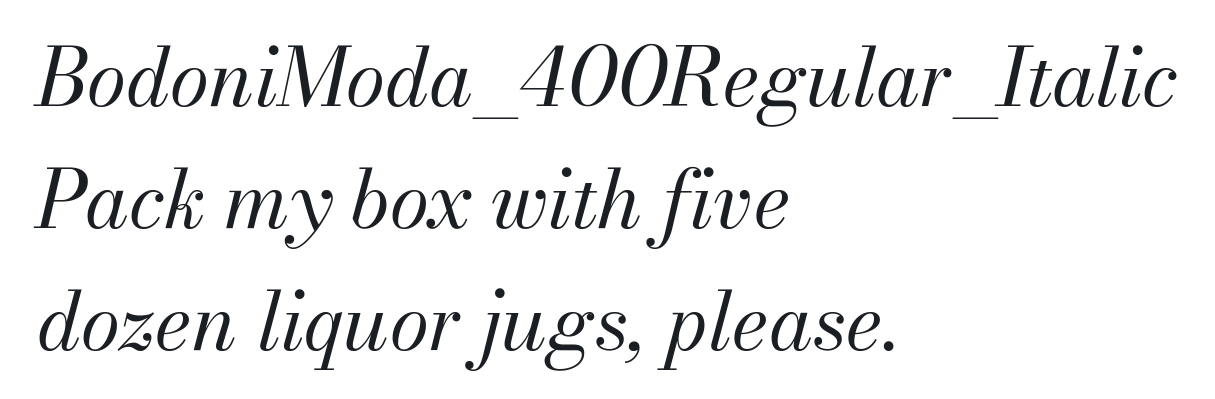 BodoniModa_400Regular_Italic
Pack my box with five
dozen liquor jugs, please.